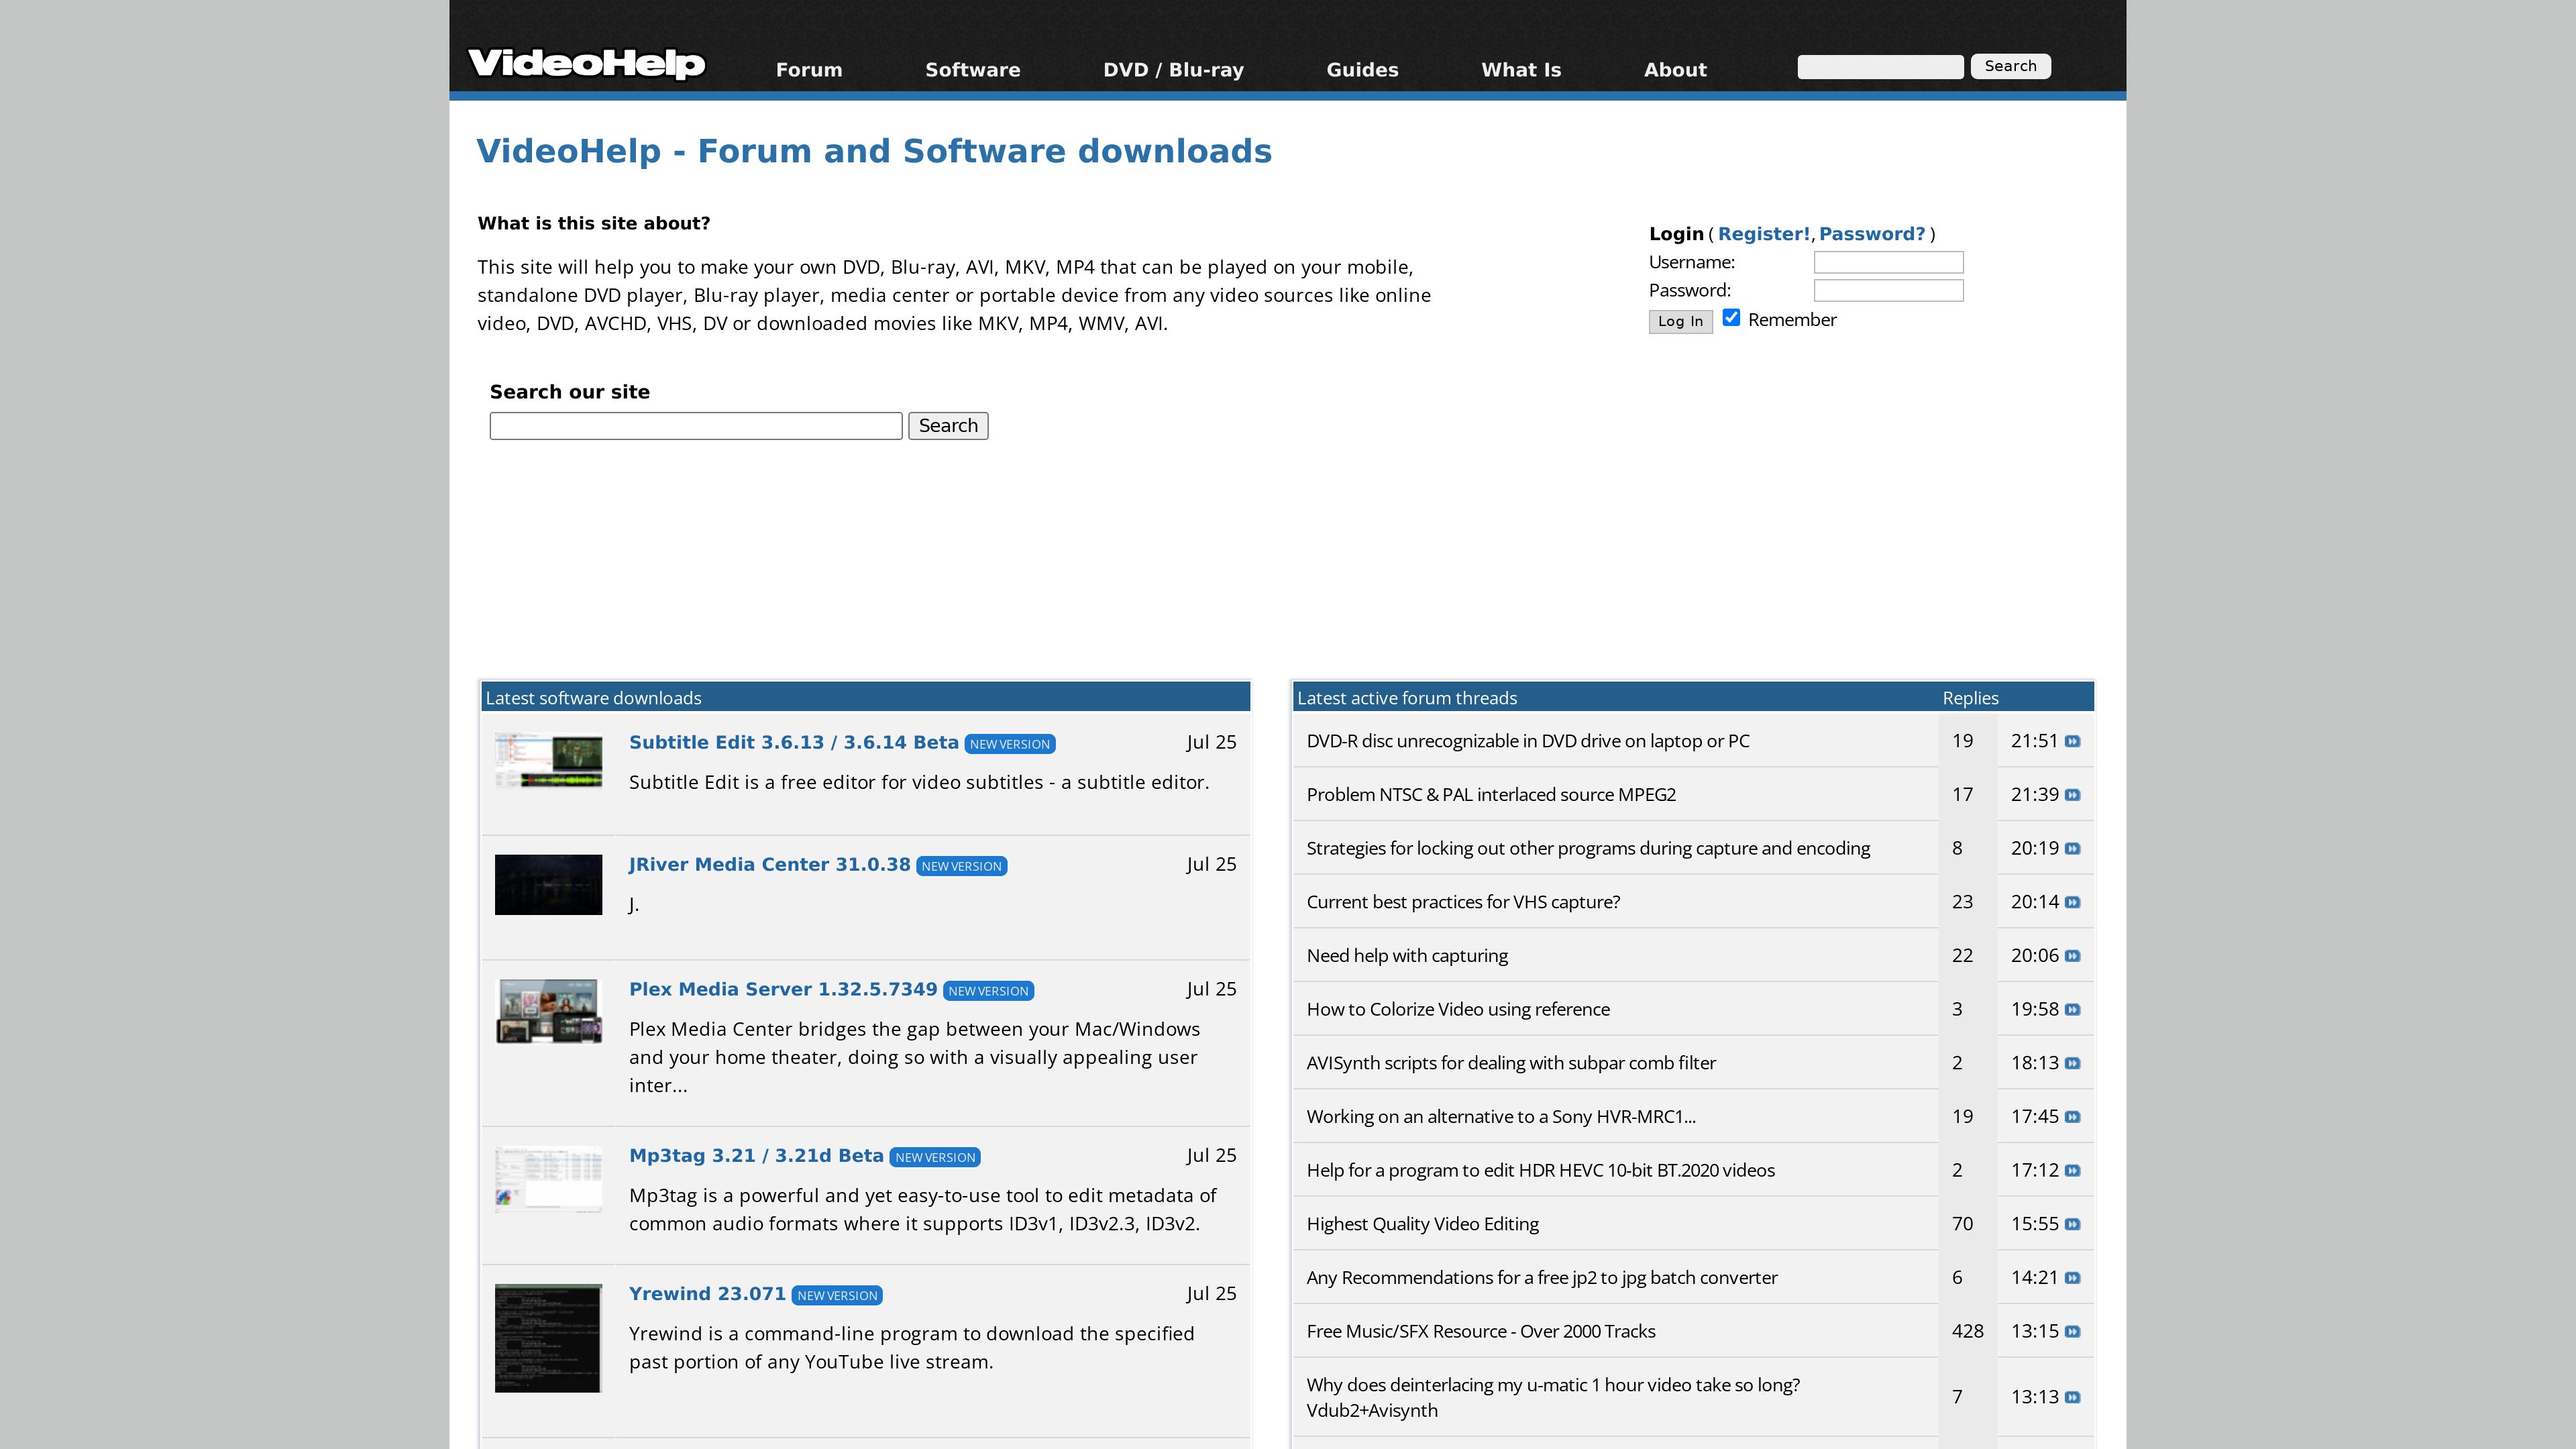 VideoHelp
Forum
Software
DVD / Blu-ray
Guides
What Is
About
Search
VideoHelp - Forum and Software downloads
What is this site about?
This site will help you to make your own DVD, Blu-ray, AVI, MKV, MP4 that can be played on your mobile,
standalone DVD player, Blu-ray player, media center or portable device from any video sources like online
video, DVD, AVCHD, VHS, DV or downloaded movies like MKV, MP4, WMV, AVI.
Login ( Register!, Password? )
Username:
Password:
Log In Remember
Search our site
Search
Latest software downloads
Subtitle Edit 3.6.13 / 3.6.14 Beta NEW VERSION Jul 25
Subtitle Edit is a free editor for video subtitles - a subtitle editor.
JRiver Media Center 31.0.38 NEW VERSION Jul 25
J.
Plex Media Server 1.32.5.7349 NEW VERSION Jul 25
Plex Media Center bridges the gap between your Mac/Windows
and your home theater, doing so with a visually appealing user
inter...
Mp3tag 3.21 / 3.21d Beta NEW VERSION Jul 25
Mp3tag is a powerful and yet easy-to-use tool to edit metadata of
common audio formats where it supports ID3v1, ID3v2.3, ID3v2.
Yrewind 23.071 NEW VERSION Jul 25
Yrewind is a command-line program to download the specified
past portion of any YouTube live stream.
Latest active forum threads Replies
DVD-R disc unrecognizable in DVD drive on laptop or PC 19 21:51
Problem NTSC & PAL interlaced source MPEG2 17 21:39
Strategies for locking out other programs during capture and encoding 8 20:19
Current best practices for VHS capture? 23 20:14
Need help with capturing 22 20:06
How to Colorize Video using reference 3 19:58
AVISynth scripts for dealing with subpar comb filter 2 18:13
Working on an alternative to a Sony HVR-MRC1... 19 17:45
Help for a program to edit HDR HEVC 10-bit BT.2020 videos 2 17:12
Highest Quality Video Editing 70 15:55
Any Recommendations for a free jp2 to jpg batch converter 6 14:21
Free Music/SFX Resource - Over 2000 Tracks 428 13:15
Why does deinterlacing my u-matic 1 hour video take so long?
Vdub2+Avisynth 7 13:13